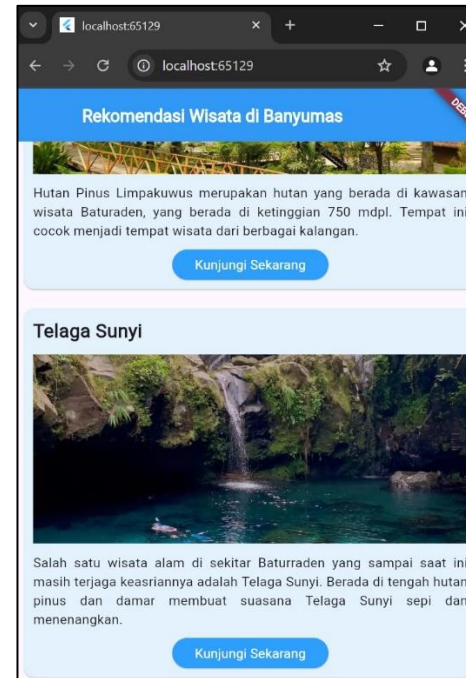 localhost:65129
localhost:65129
Rekomendasi Wisata di Banyumas
Hutan Pinus Limpakuwus merupakan hutan yang berada di kawasan
wisata Baturaden, yang berada di ketinggian 750 mdpl. Tempat ini
cocok menjadi tempat wisata dari berbagai kalangan.
Kunjungi Sekarang
Telaga Sunyi
Salah satu wisata alam di sekitar Baturraden yang sampai saat ini
masih terjaga keasriannya adalah Telaga Sunyi. Berada di tengah hutan
pinus dan damar membuat suasana Telaga Sunyi sepi dan
menenangkan.
Kunjungi Sekarang